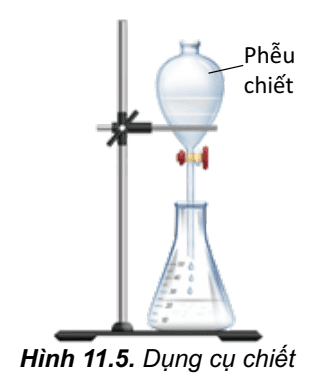 Phễu
chiết
Hình 11.5. Dụng cụ chiết